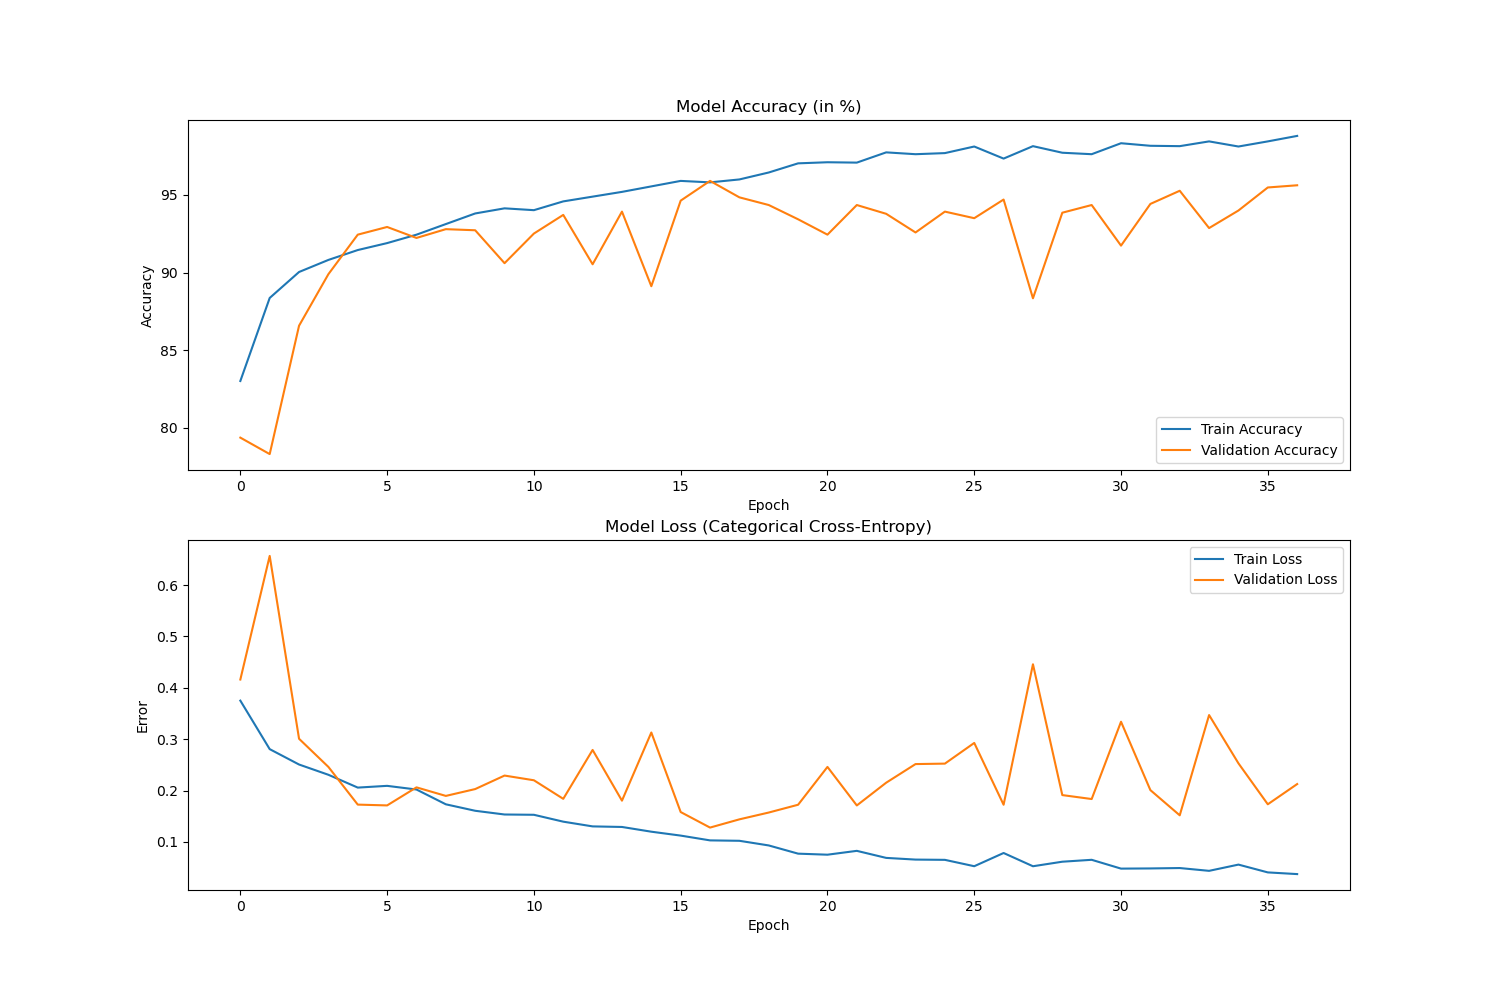 Model Accuracy (in %)
Accuracy
95
90
85
80
Train Accuracy
Validation Accuracy
0 5 10 15 20 25 30 35
Epoch
Model Loss (Categorical Cross-Entropy)
Error
0.6
0.5
0.4
0.3
0.2
0.1
Train Loss
Validation Loss
0 5 10 15 20 25 30 35
Epoch